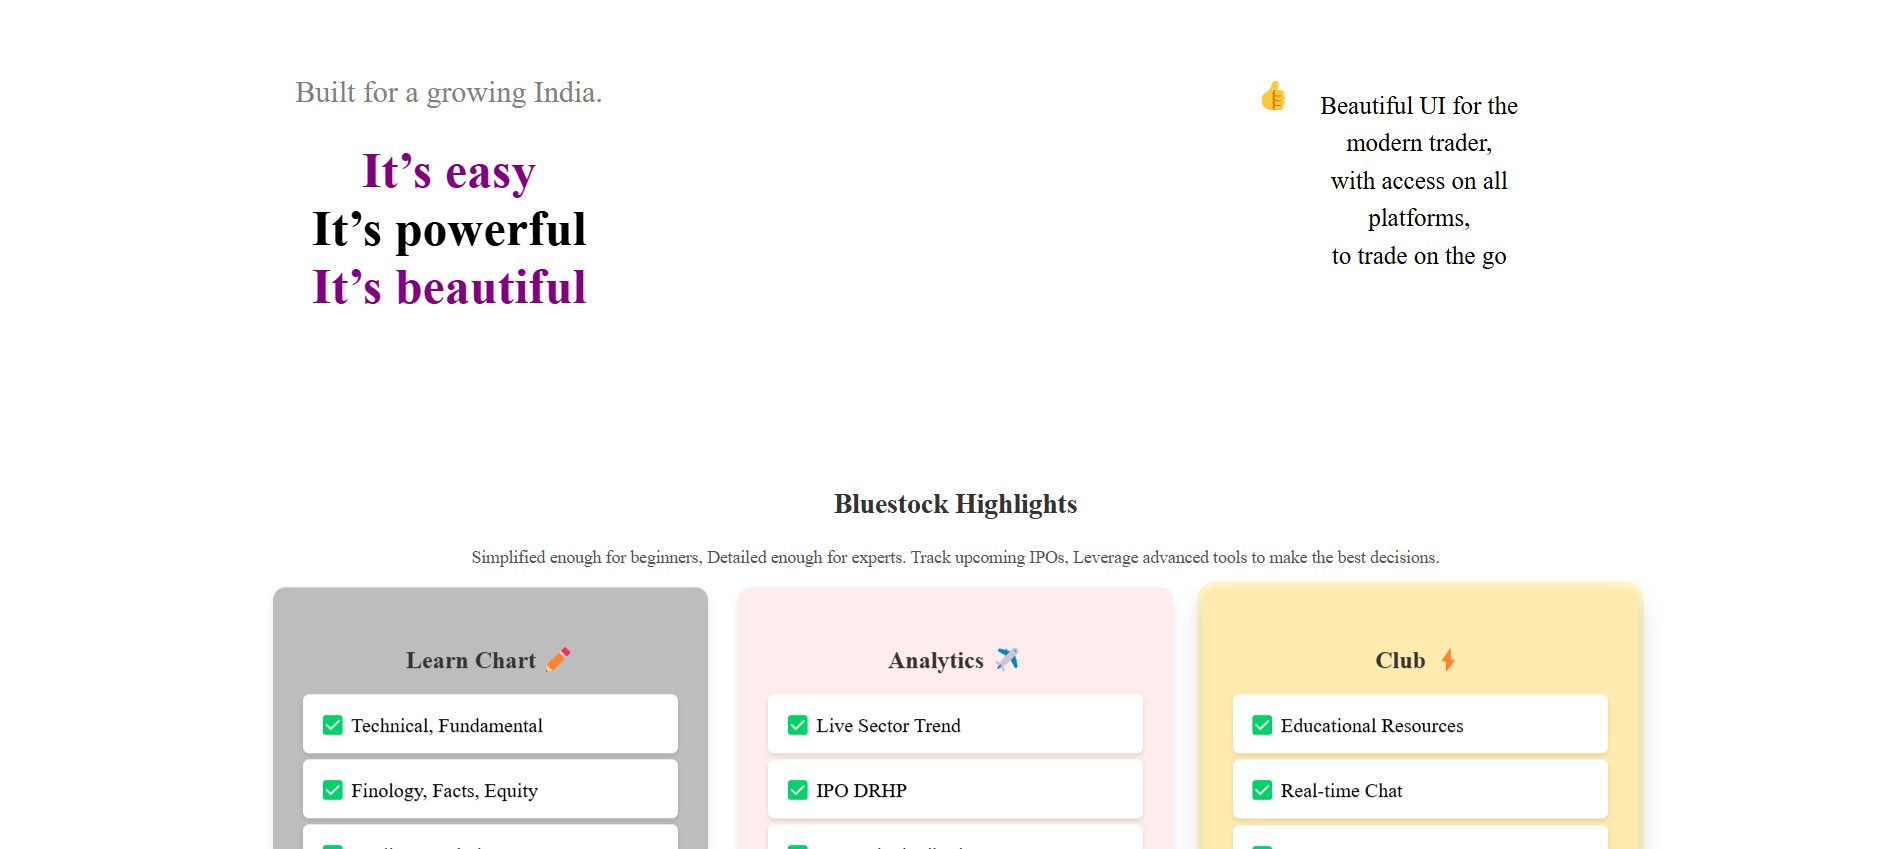 Built for a growing India.
It’s easy
It’s powerful
It’s beautiful
Beautiful UI for the
modern trader,
with access on all
platforms,
to trade on the go
Bluestock Highlights
Simplified enough for beginners, Detailed enough for experts. Track upcoming IPOs, Leverage advanced tools to make the best decisions.
Learn Chart
Technical, Fundamental
Finology, Facts, Equity
Analytics
Live Sector Trend
IPO DRHP
Club
Educational Resources
Real-time Chat